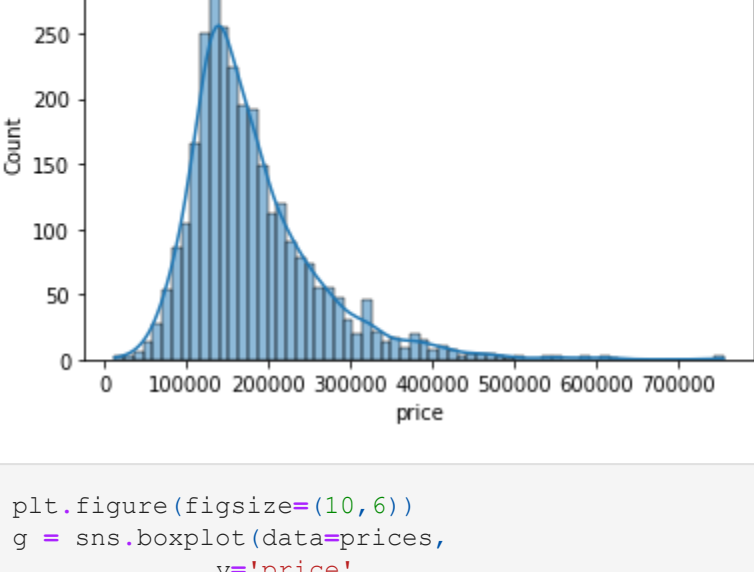 250
200
150
100
50
0
Count
0 100000 200000 300000 400000 500000 600000 700000
price
plt.figure(figsize=(10,6))
g = sns.boxplot(data=prices,
y='price'